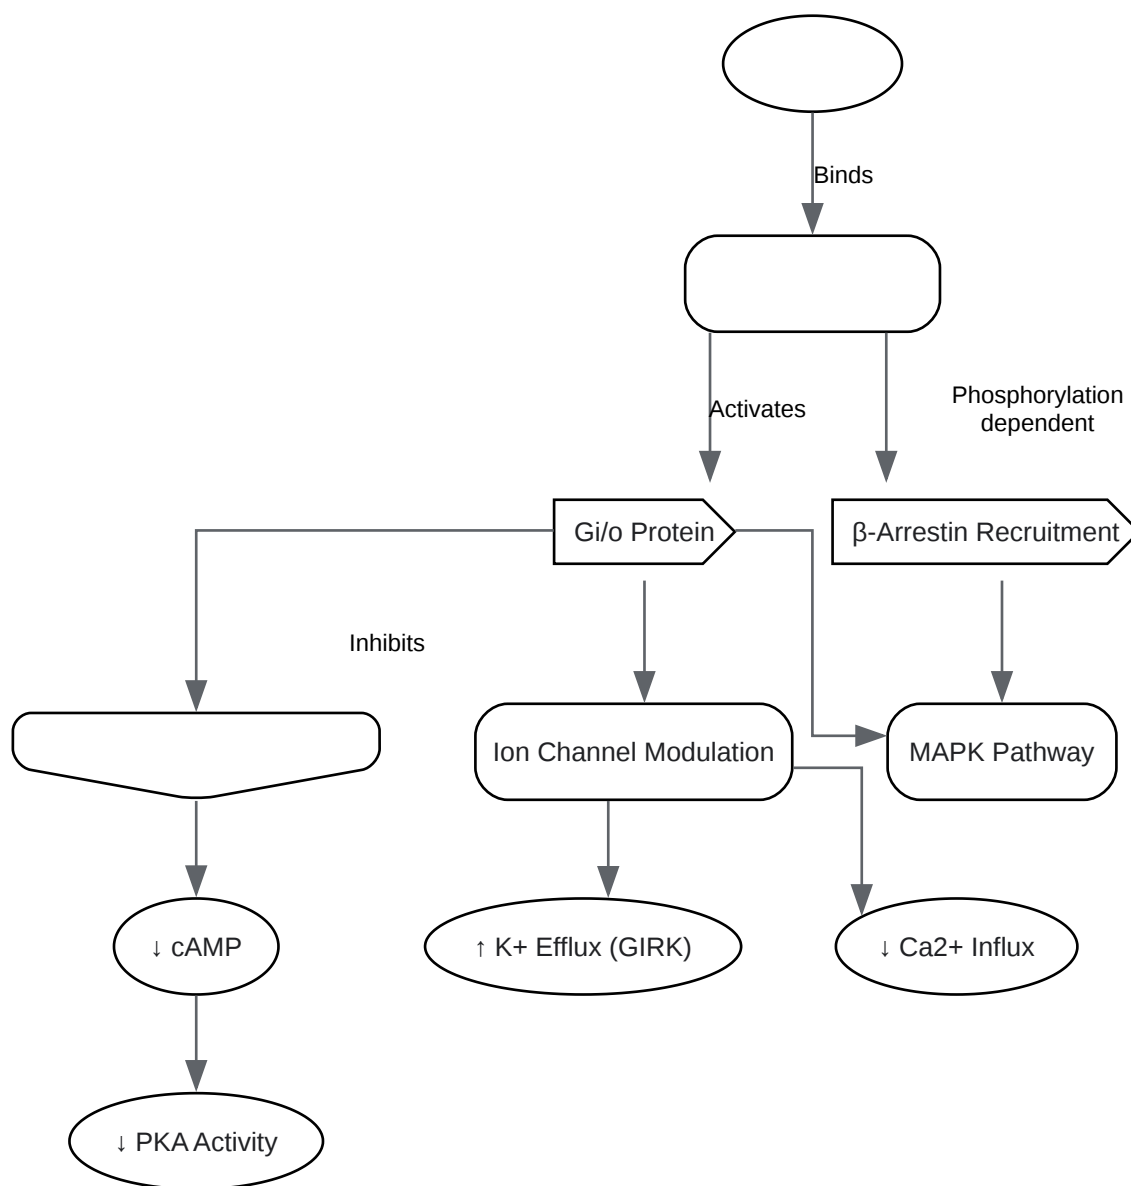 Binds
Activates
Phosphorylation
dependent
Gi/o Protein
β-Arrestin Recruitment
Inhibits
Ion Channel Modulation
MAPK Pathway
↓ cAMP
↑ K+ Efflux (GIRK)
↓ Ca2+ Influx
↓ PKA Activity